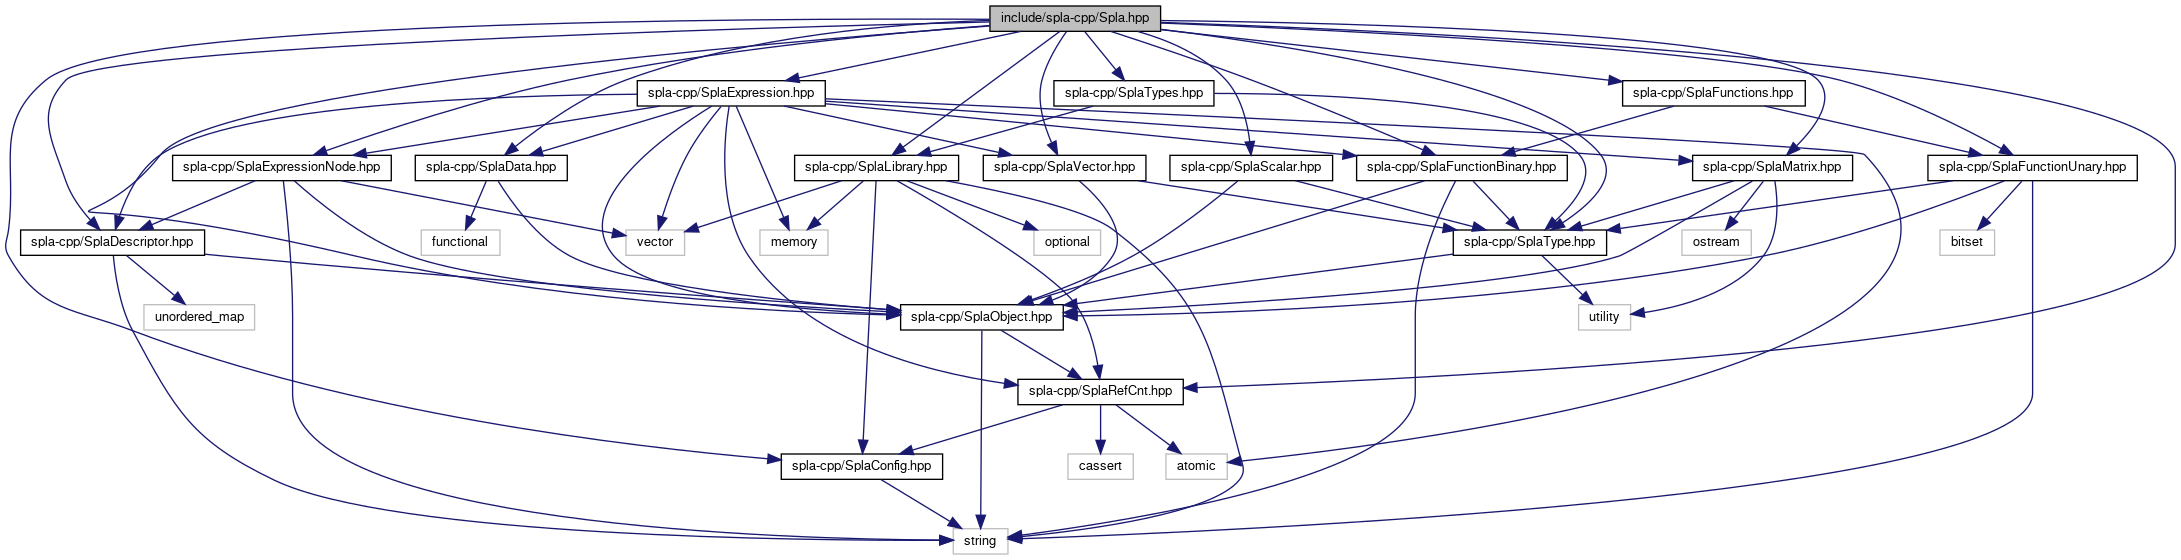 include/spla-cpp/Spla.hpp
spla-cpp/SplaExpression.hpp
spla-cpp/SplaTypes.hpp
spla-cpp/SplaFunctions.hpp
spla-cpp/SplaExpressionNode.hpp
spla-cpp/SplaData.hpp
spla-cpp/SplaLibrary.hpp
spla-cpp/SplaVector.hpp
spla-cpp/SplaScalar.hpp
spla-cpp/SplaFunctionBinary.hpp
spla-cpp/SplaMatrix.hpp
spla-cpp/SplaFunctionUnary.hpp
spla-cpp/SplaDescriptor.hpp
functional
vector
memory
optional
spla-cpp/SplaType.hpp
ostream
bitset
unordered_map
spla-cpp/SplaObject.hpp
utility
spla-cpp/SplaRefCnt.hpp
spla-cpp/SplaConfig.hpp
cassert
atomic
string